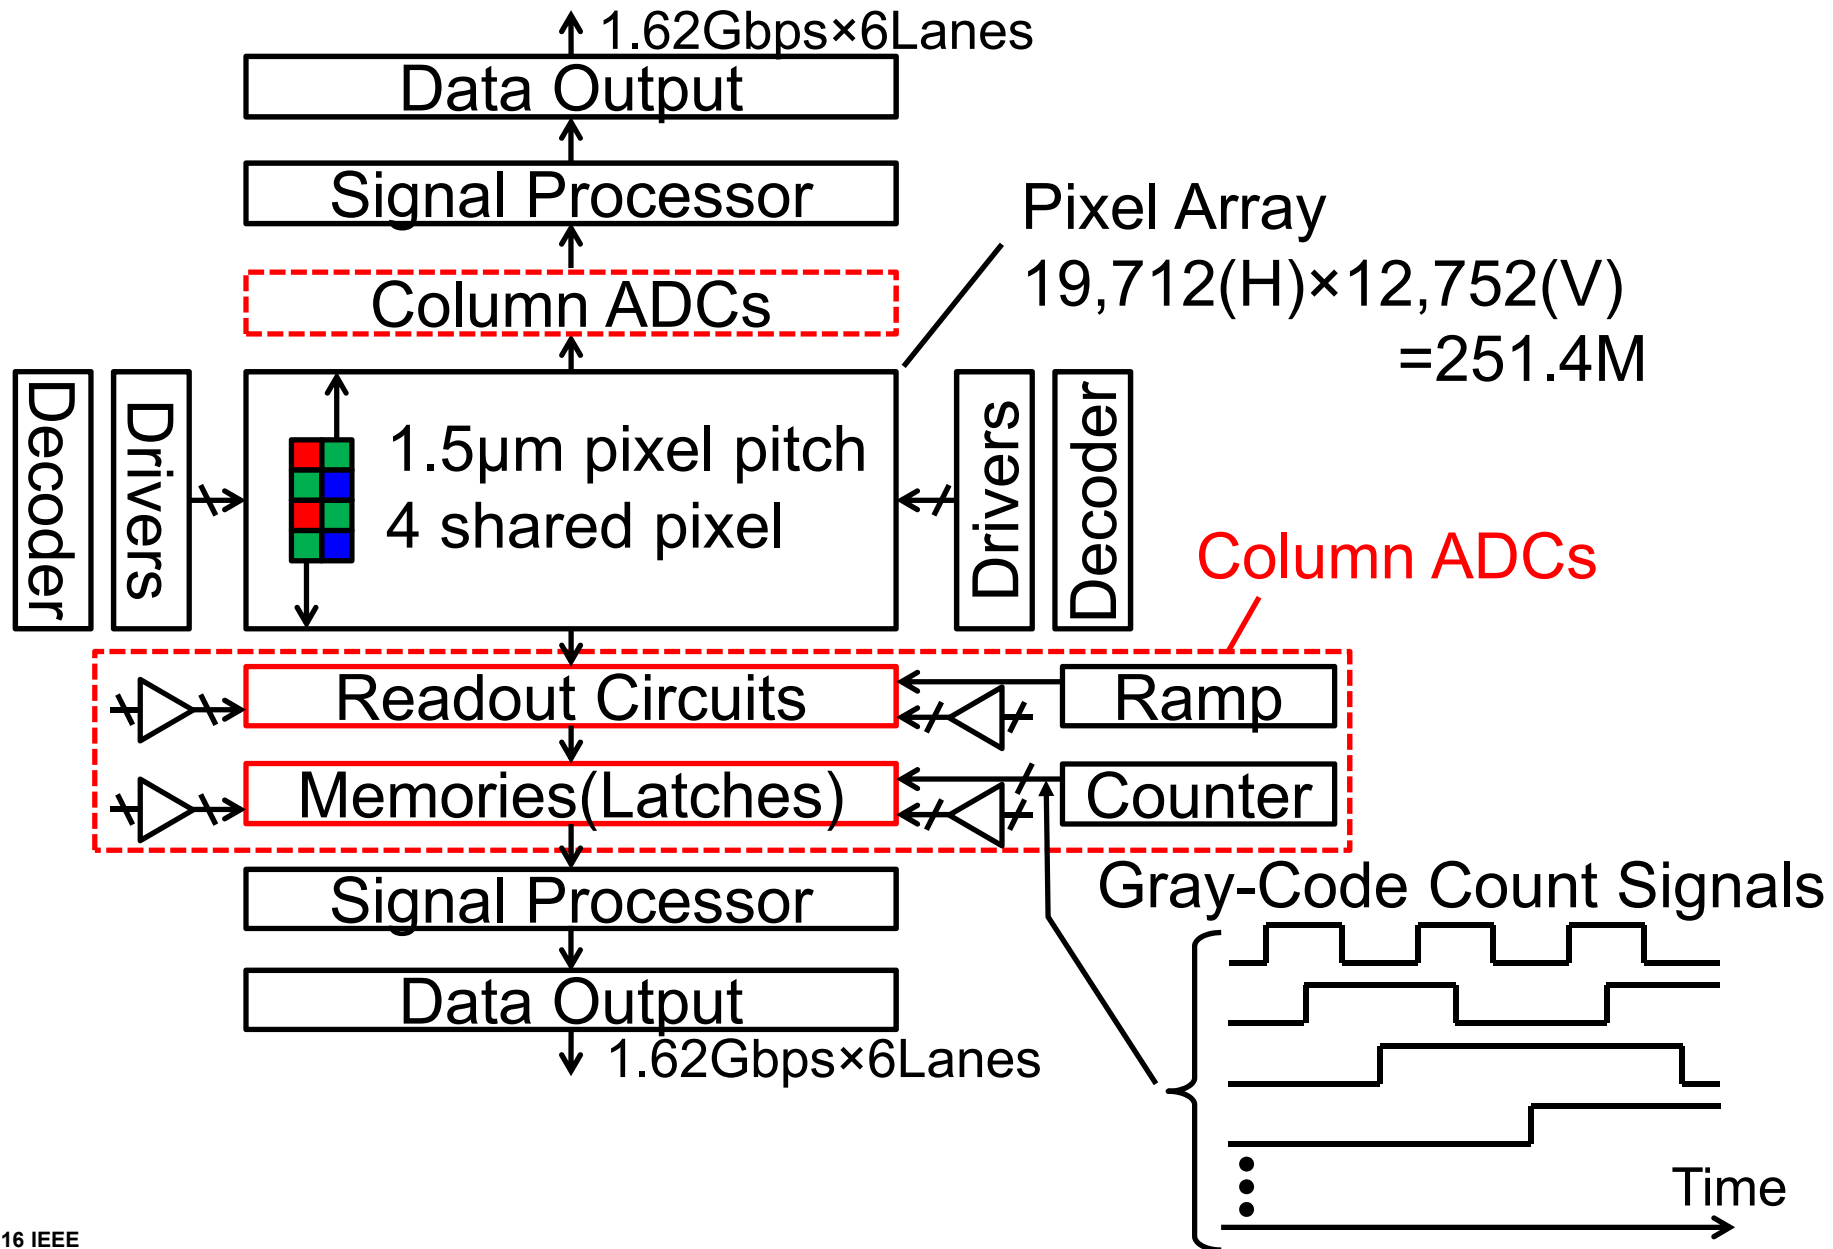 1.62Gbps×6Lanes
Data Output
Signal Processor
Column ADCs
Pixel Array
19,712(H)×12,752(V)
=251.4M
Decoder
Drivers
1.5µm pixel pitch
4 shared pixel
Drivers
Decoder
Column ADCs
Readout Circuits
Ramp
Memories(Latches)
Counter
Signal Processor
Gray-Code Count Signals
Data Output
1.62Gbps×6Lanes
Time
16 IEEE